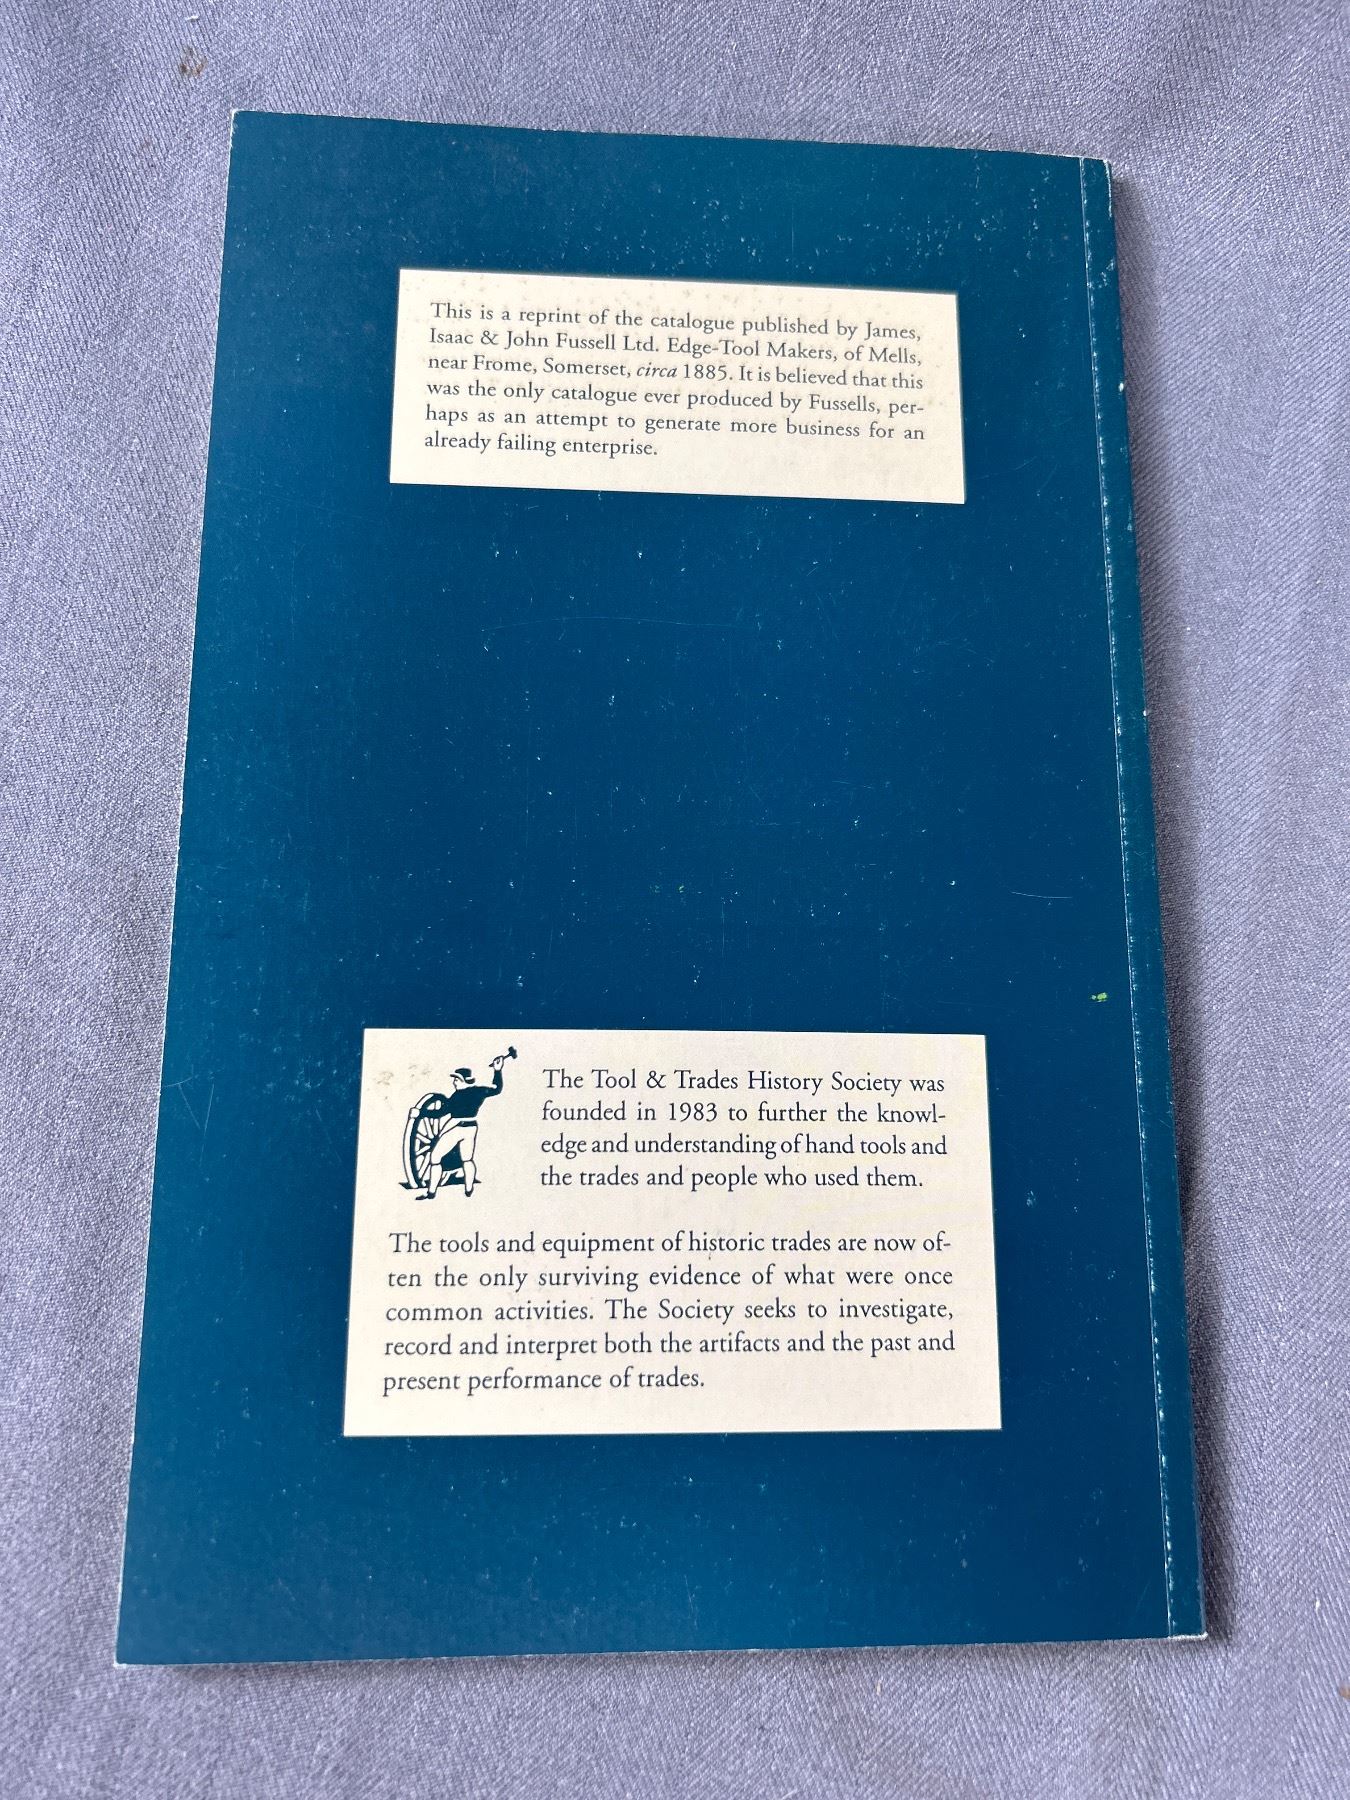 This is a reprint of the catalogue published by James,
Isaac & John Fussell Ltd. Edge-Tool Makers, of Mells,
near Frome, Somerset, circa 1885. It is believed that this
was the only catalogue ever produced by Fussells, per-
haps as an attempt to generate more business for an
already failing enterprise.
The Tool & Trades History Society was
founded in 1983 to further the knowl-
edge and understanding of hand tools and
the trades and people who used them.
The tools and equipment of historic trades are now of-
ten the only surviving evidence of what were once
common activities. The Society seeks to investigate,
record and interpret both the artifacts and the past and
present performance of trades.